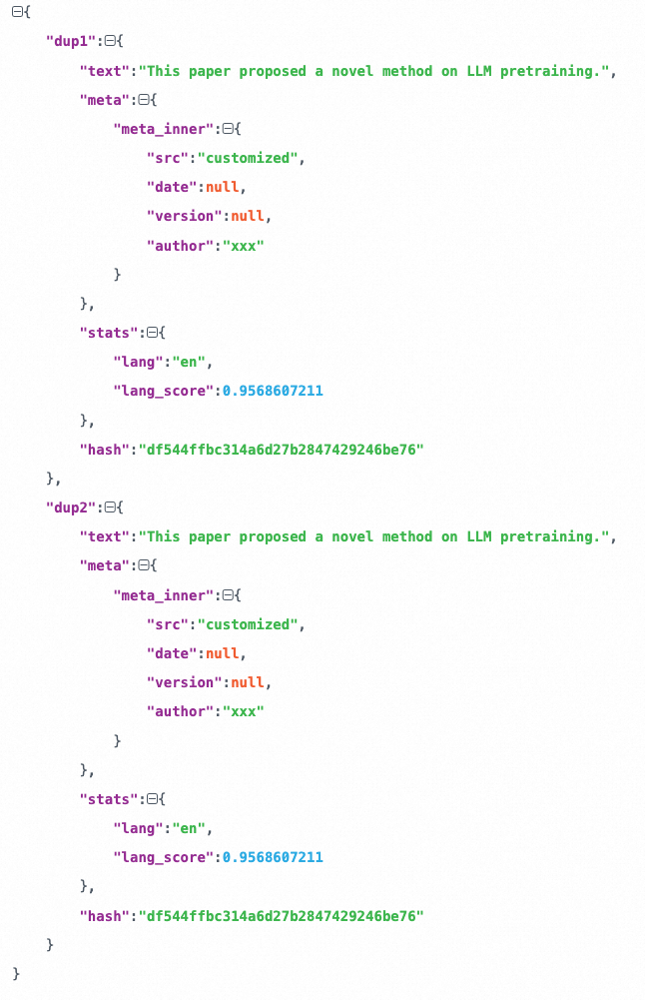 {
"dup1":{
"text":"This paper proposed a novel method on LLM pretraining.",
"meta":{
"meta_inner":{
"src":"customized",
"date":null,
"version":null,
"author":"xxx"
}
},
"stats":{
"lang":"en",
"lang_score":0.9568607211
},
"hash":"df544ffbc314a6d27b2847429246be76"
},
"dup2":{
"text":"This paper proposed a novel method on LLM pretraining.",
"meta":{
"meta_inner":{
"src":"customized",
"date":null,
"version":null,
"author":"xxx"
}
},
"stats":{
"lang":"en",
"lang_score":0.9568607211
},
"hash":"df544ffbc314a6d27b2847429246be76"
}
}